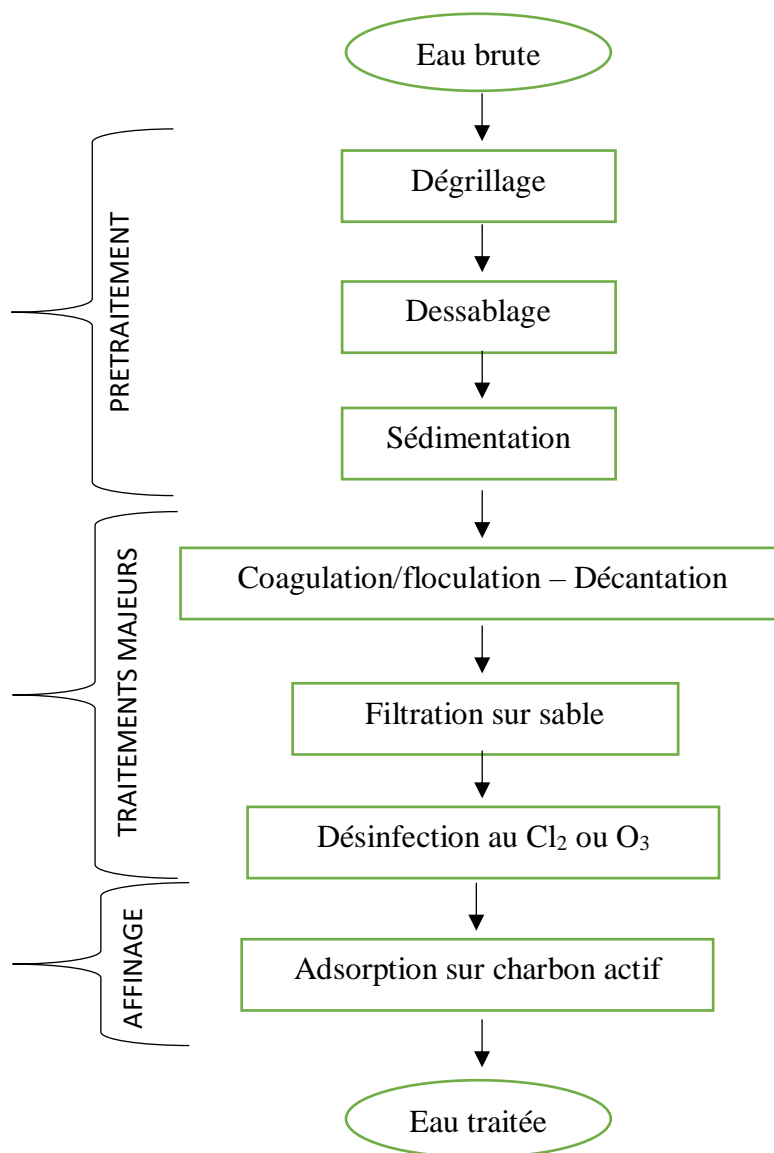 Eau brute
PRETRAITEMENT
Dégrillage
Dessablage
Sédimentation
TRAITEMENTS MAJEURS
Coagulation/floculation – Décantation
Filtration sur sable
Désinfection au Cl₂ ou O₃
AFFINAGE
Adsorption sur charbon actif
Eau traitée